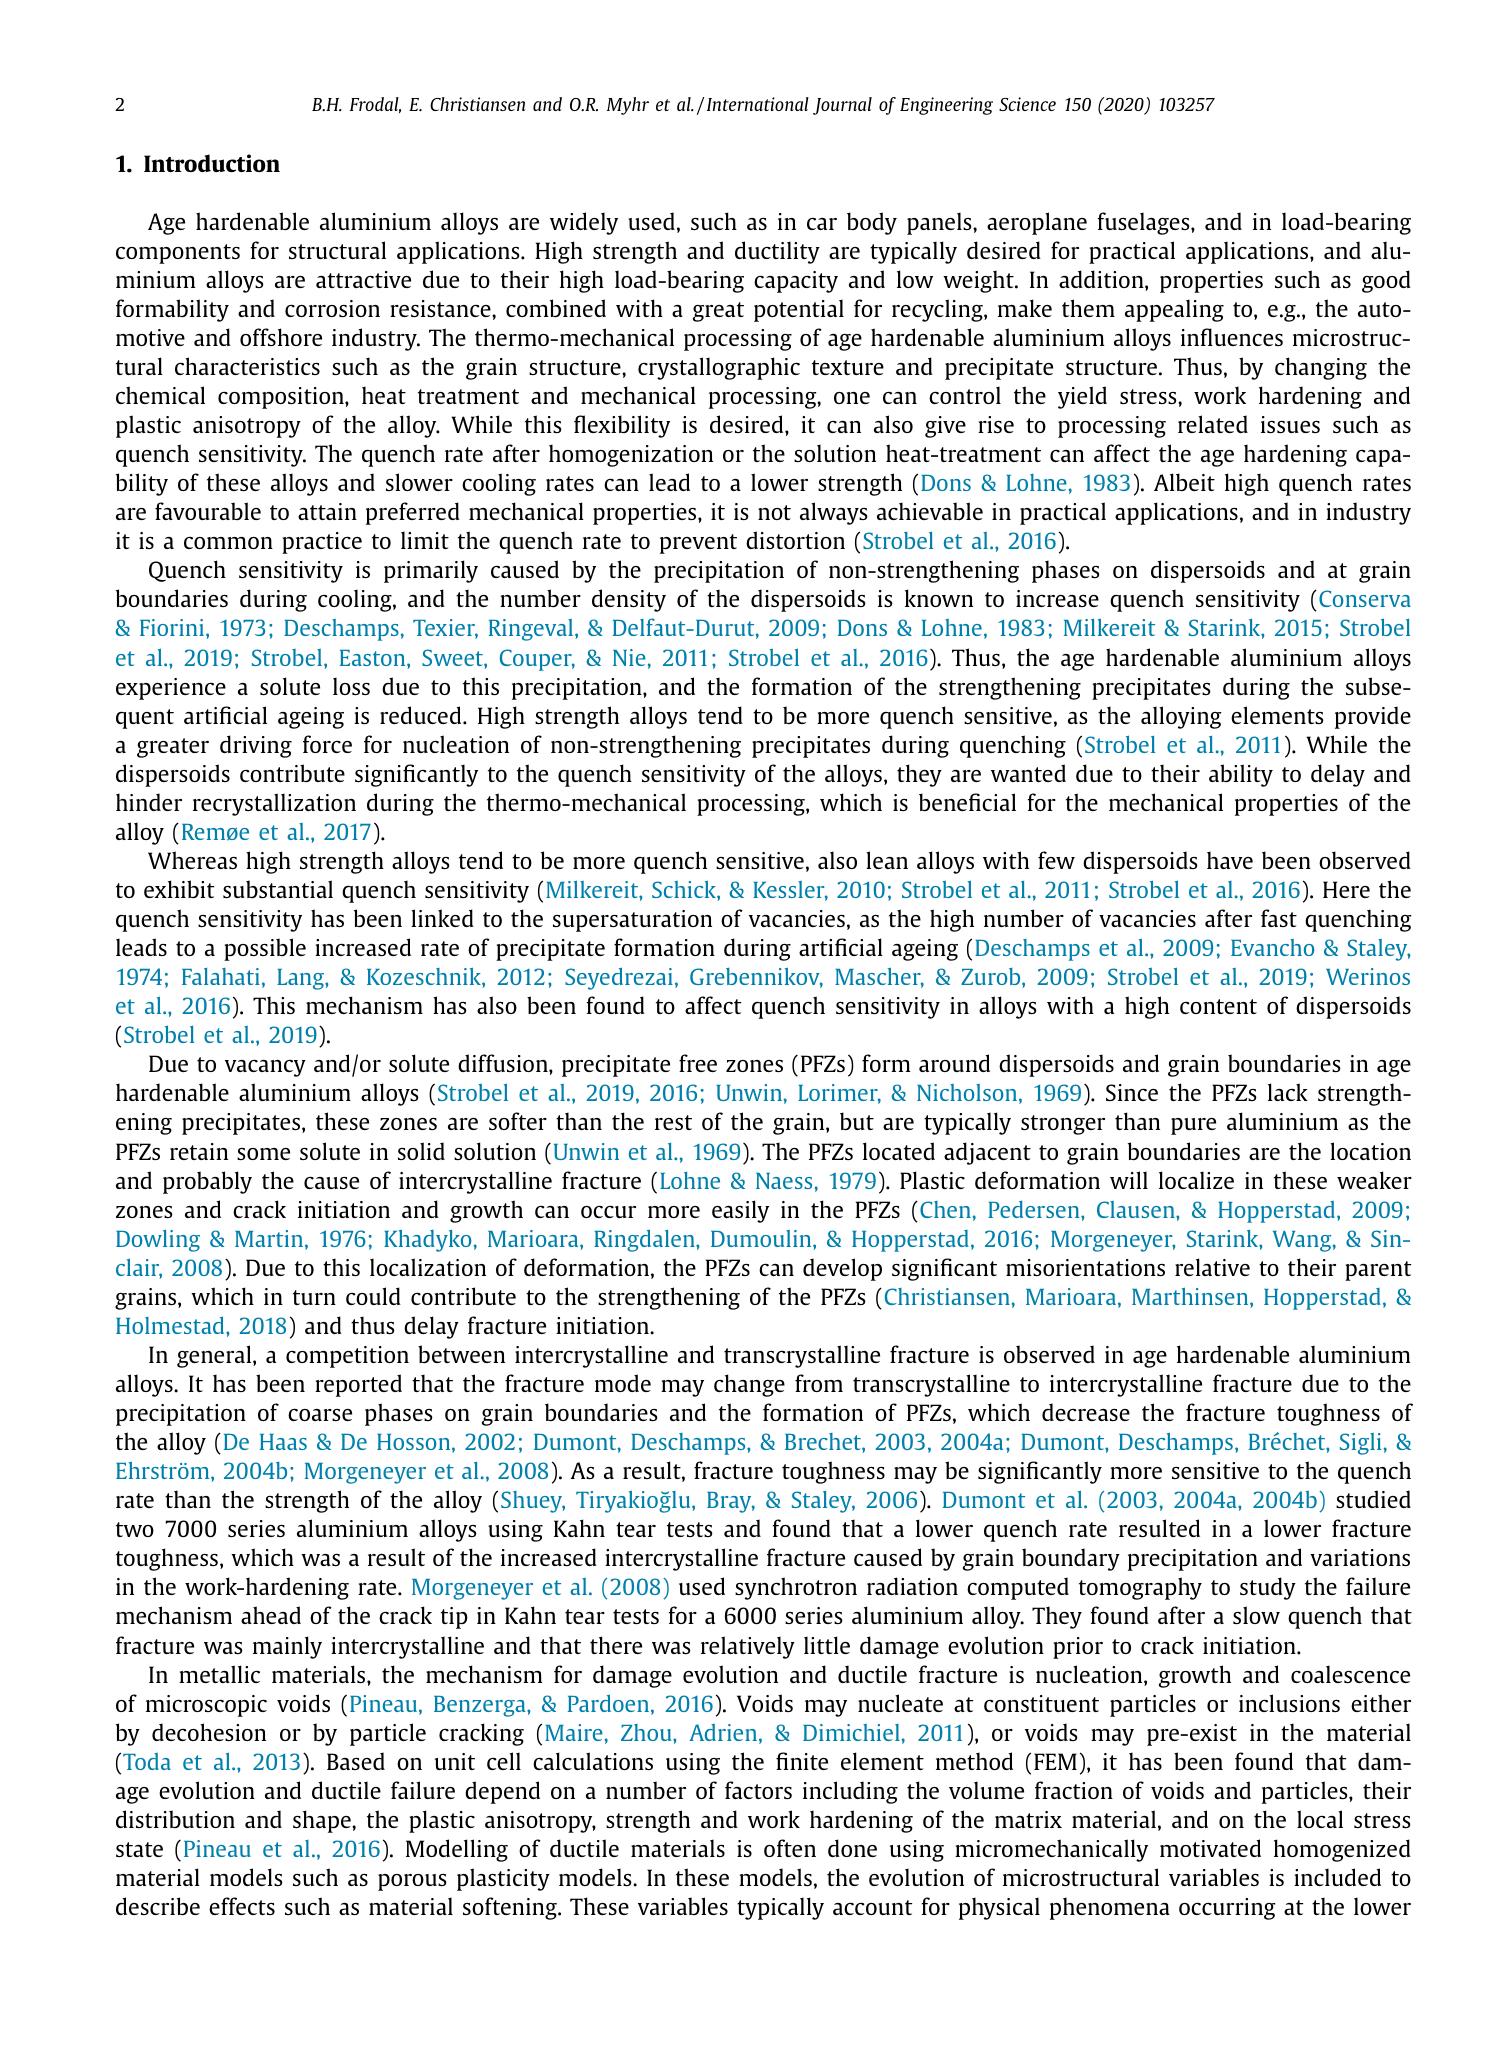 2
B.H. Frodal, E. Christiansen and O.R. Myhr et al. / International Journal of Engineering Science 150 (2020) 103257
1. Introduction
Age hardenable aluminium alloys are widely used, such as in car body panels, aeroplane fuselages, and in load-bearing
components for structural applications. High strength and ductility are typically desired for practical applications, and alu-
minium alloys are attractive due to their high load-bearing capacity and low weight. In addition, properties such as good
formability and corrosion resistance, combined with a great potential for recycling, make them appealing to, e.g., the auto-
motive and offshore industry. The thermo-mechanical processing of age hardenable aluminium alloys influences microstruc-
tural characteristics such as the grain structure, crystallographic texture and precipitate structure. Thus, by changing the
chemical composition, heat treatment and mechanical processing, one can control the yield stress, work hardening and
plastic anisotropy of the alloy. While this flexibility is desired, it can also give rise to processing related issues such as
quench sensitivity. The quench rate after homogenization or the solution heat-treatment can affect the age hardening capa-
bility of these alloys and slower cooling rates can lead to a lower strength (Dons & Lohne, 1983). Albeit high quench rates
are favourable to attain preferred mechanical properties, it is not always achievable in practical applications, and in industry
it is a common practice to limit the quench rate to prevent distortion (Strobel et al., 2016).
Quench sensitivity is primarily caused by the precipitation of non-strengthening phases on dispersoids and at grain
boundaries during cooling, and the number density of the dispersoids is known to increase quench sensitivity (Conserva
& Fiorini, 1973; Deschamps, Texier, Ringeval, & Delfaut-Durut, 2009; Dons & Lohne, 1983; Milkereit & Starink, 2015; Strobel
et al., 2019; Strobel, Easton, Sweet, Couper, & Nie, 2011; Strobel et al., 2016). Thus, the age hardenable aluminium alloys
experience a solute loss due to this precipitation, and the formation of the strengthening precipitates during the subse-
quent artificial ageing is reduced. High strength alloys tend to be more quench sensitive, as the alloying elements provide
a greater driving force for nucleation of non-strengthening precipitates during quenching (Strobel et al., 2011). While the
dispersoids contribute significantly to the quench sensitivity of the alloys, they are wanted due to their ability to delay and
hinder recrystallization during the thermo-mechanical processing, which is beneficial for the mechanical properties of the
alloy (Remøe et al., 2017).
Whereas high strength alloys tend to be more quench sensitive, also lean alloys with few dispersoids have been observed
to exhibit substantial quench sensitivity (Milkereit, Schick, & Kessler, 2010; Strobel et al., 2011; Strobel et al., 2016). Here the
quench sensitivity has been linked to the supersaturation of vacancies, as the high number of vacancies after fast quenching
leads to a possible increased rate of precipitate formation during artificial ageing (Deschamps et al., 2009; Evancho & Staley,
1974; Falahati, Lang, & Kozeschnik, 2012; Seyedrezai, Grebennikov, Mascher, & Zurob, 2009; Strobel et al., 2019; Werinos
et al., 2016). This mechanism has also been found to affect quench sensitivity in alloys with a high content of dispersoids
(Strobel et al., 2019).
Due to vacancy and/or solute diffusion, precipitate free zones (PFZs) form around dispersoids and grain boundaries in age
hardenable aluminium alloys (Strobel et al., 2019, 2016; Unwin, Lorimer, & Nicholson, 1969). Since the PFZs lack strength-
ening precipitates, these zones are softer than the rest of the grain, but are typically stronger than pure aluminium as the
PFZs retain some solute in solid solution (Unwin et al., 1969). The PFZs located adjacent to grain boundaries are the location
and probably the cause of intercrystalline fracture (Lohne & Naess, 1979). Plastic deformation will localize in these weaker
zones and crack initiation and growth can occur more easily in the PFZs (Chen, Pedersen, Clausen, & Hopperstad, 2009;
Dowling & Martin, 1976; Khadyko, Marioara, Ringdalen, Dumoulin, & Hopperstad, 2016; Morgeneyer, Starink, Wang, & Sin-
clair, 2008). Due to this localization of deformation, the PFZs can develop significant misorientations relative to their parent
grains, which in turn could contribute to the strengthening of the PFZs (Christiansen, Marioara, Marthinsen, Hopperstad, &
Holmestad, 2018) and thus delay fracture initiation.
In general, a competition between intercrystalline and transcrystalline fracture is observed in age hardenable aluminium
alloys. It has been reported that the fracture mode may change from transcrystalline to intercrystalline fracture due to the
precipitation of coarse phases on grain boundaries and the formation of PFZs, which decrease the fracture toughness of
the alloy (De Haas & De Hosson, 2002; Dumont, Deschamps, & Brechet, 2003, 2004a; Dumont, Deschamps, Bréchet, Sigli, &
Ehrström, 2004b; Morgeneyer et al., 2008). As a result, fracture toughness may be significantly more sensitive to the quench
rate than the strength of the alloy (Shuey, Tiryakioğlu, Bray, & Staley, 2006). Dumont et al. (2003, 2004a, 2004b) studied
two 7000 series aluminium alloys using Kahn tear tests and found that a lower quench rate resulted in a lower fracture
toughness, which was a result of the increased intercrystalline fracture caused by grain boundary precipitation and variations
in the work-hardening rate. Morgeneyer et al. (2008) used synchrotron radiation computed tomography to study the failure
mechanism ahead of the crack tip in Kahn tear tests for a 6000 series aluminium alloy. They found after a slow quench that
fracture was mainly intercrystalline and that there was relatively little damage evolution prior to crack initiation.
In metallic materials, the mechanism for damage evolution and ductile fracture is nucleation, growth and coalescence
of microscopic voids (Pineau, Benzerga, & Pardoen, 2016). Voids may nucleate at constituent particles or inclusions either
by decohesion or by particle cracking (Maire, Zhou, Adrien, & Dimichiel, 2011), or voids may pre-exist in the material
(Toda et al., 2013). Based on unit cell calculations using the finite element method (FEM), it has been found that dam-
age evolution and ductile failure depend on a number of factors including the volume fraction of voids and particles, their
distribution and shape, the plastic anisotropy, strength and work hardening of the matrix material, and on the local stress
state (Pineau et al., 2016). Modelling of ductile materials is often done using micromechanically motivated homogenized
material models such as porous plasticity models. In these models, the evolution of microstructural variables is included to
describe effects such as material softening. These variables typically account for physical phenomena occurring at the lower